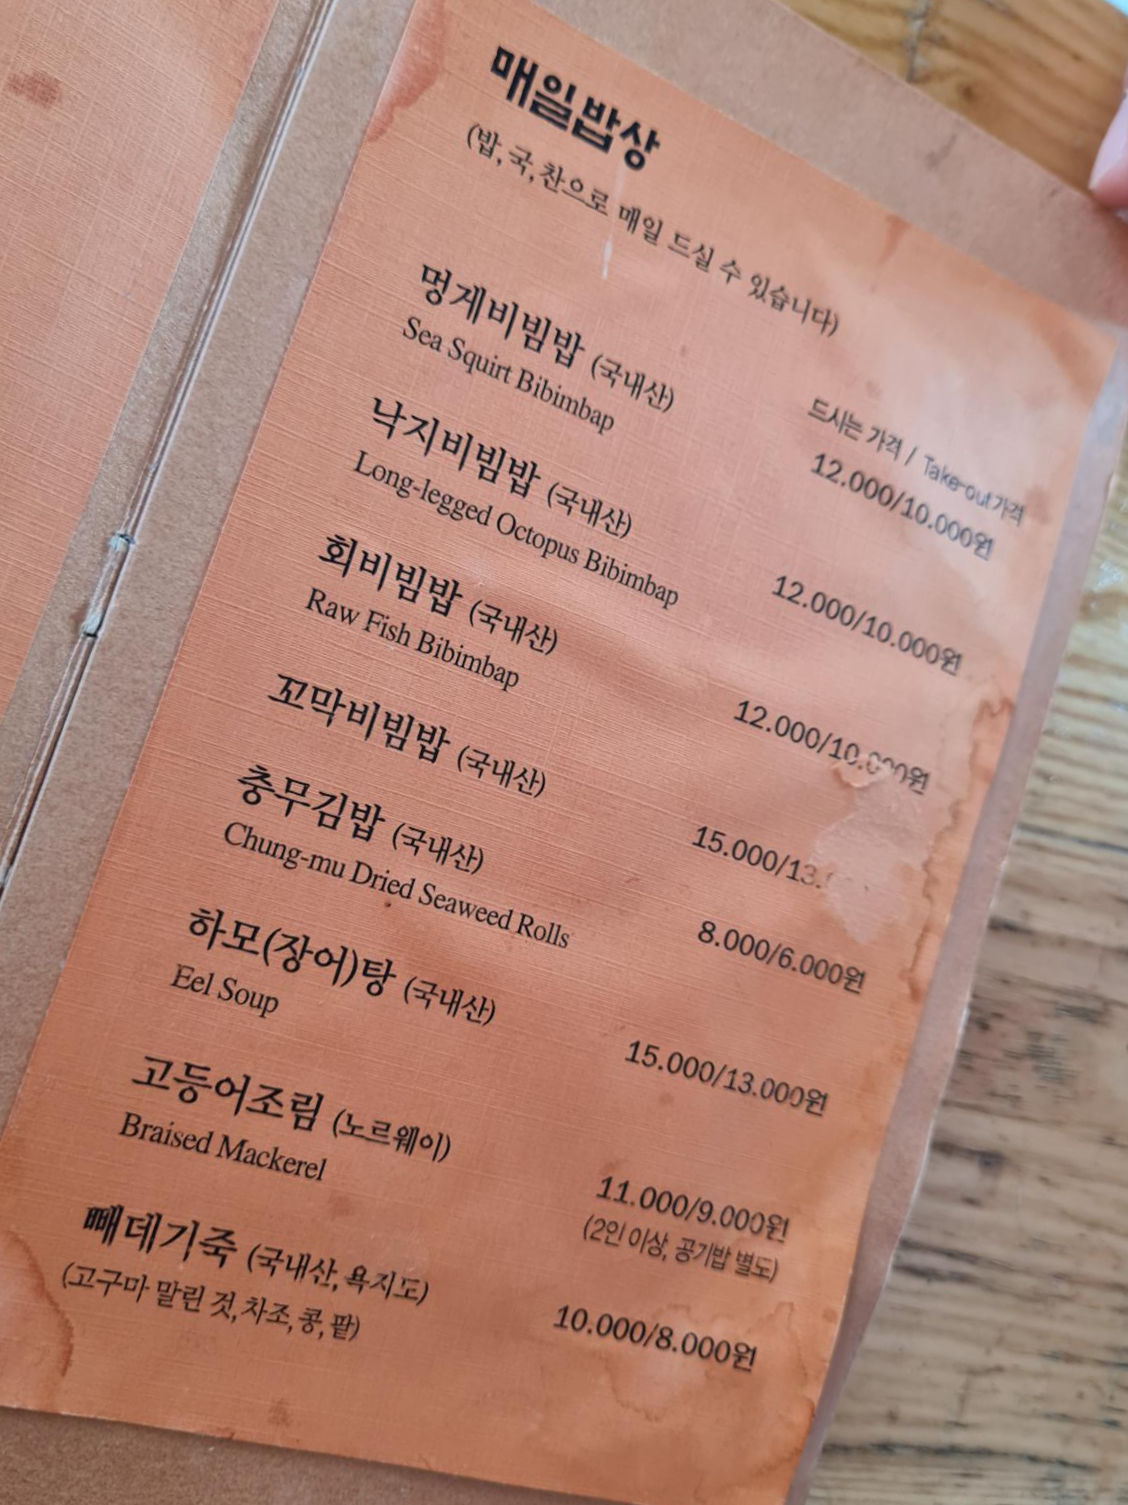 매일밥상
(밥, 국, 찬으로 매일 드실 수 있습니다)
드시는 가격 / Take-out가격
멍게비빔밥 (국내산) 12.000/10.000원
Sea Squirt Bibimbap
낙지비빔밥 (국내산) 12.000/10.000원
Long-legged Octopus Bibimbap
회비빔밥 (국내산) 12.000/10.000원
Raw Fish Bibimbap
꼬막비빔밥 (국내산) 15.000/13.
충무김밥 (국내산) 8.000/6.000원
Chung-mu Dried Seaweed Rolls
하모(장어)탕 (국내산) 15.000/13.000원
Eel Soup
고등어조림 (노르웨이) 11.000/9.000원
Braised Mackerel (2인 이상, 공기밥 별도)
빼데기죽 (국내산, 욕지도) 10.000/8.000원
(고구마 말린 것, 차조, 콩, 팥)